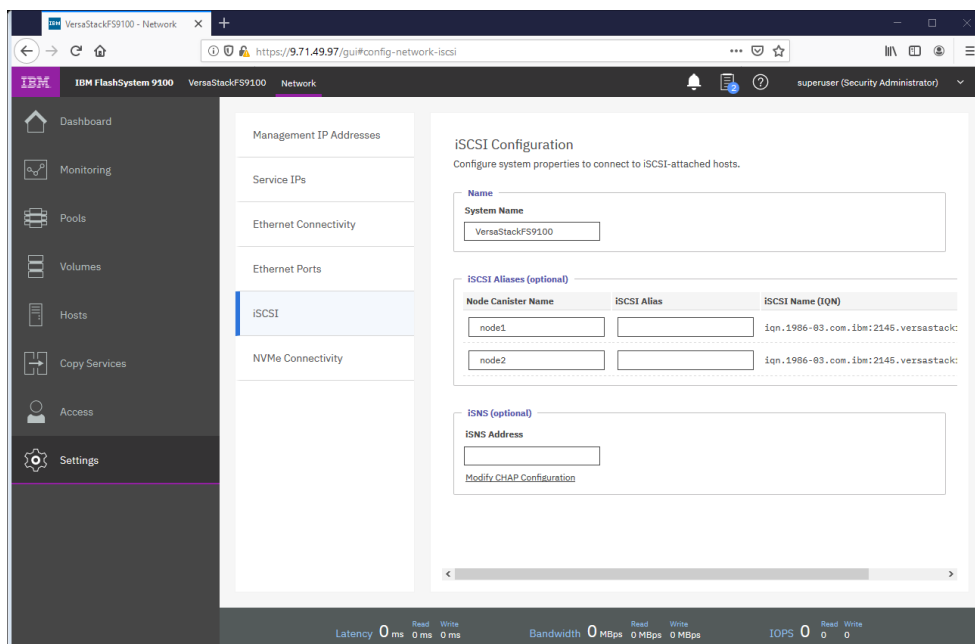 VersaStackFS9100 - Network
https://9.71.49.97/gui#config-network-iscsi
IBM IBM FlashSystem 9100 VersaStackFS9100 Network 2 superuser (Security Administrator)
Dashboard
Monitoring
Pools
Volumes
Hosts
Copy Services
Access
Settings
Management IP Addresses
Service IPs
Ethernet Connectivity
Ethernet Ports
iSCSI
NVMe Connectivity
iSCSI Configuration
Configure system properties to connect to iSCSI-attached hosts.
Name
System Name
VersaStackFS9100
iSCSI Aliases (optional)
Node Canister Name iSCSI Alias iSCSI Name (IQN)
node1 iqn.1986-03.com.ibm:2145.versastack
node2 iqn.1986-03.com.ibm:2145.versastack
iSNS (optional)
iSNS Address
Modify CHAP Configuration
Latency 0 ms Read 0 ms Write 0 ms Bandwidth 0 MBps Read 0 MBps Write 0 MBps IOPS 0 Read 0 Write 0